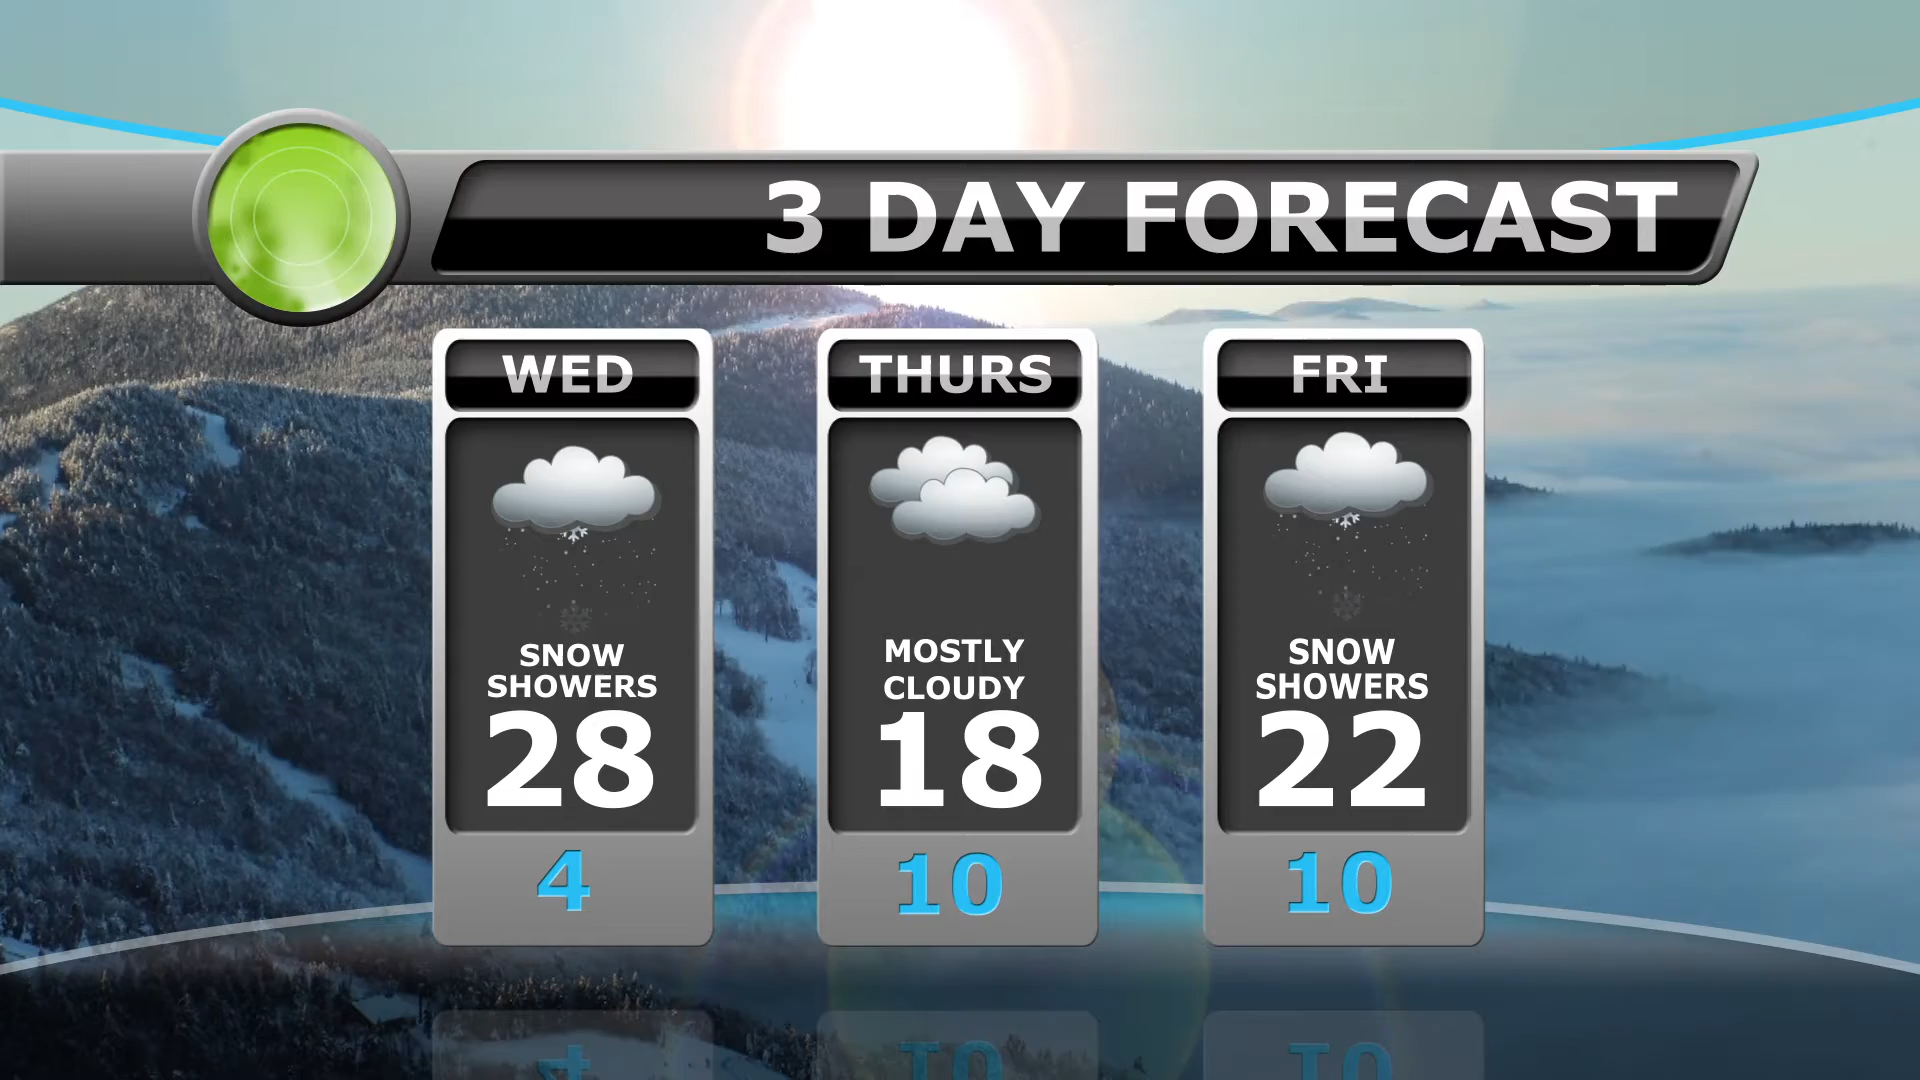 3 DAY FORECAST
WED
SNOW
SHOWERS
28
4
THURS
MOSTLY
CLOUDY
18
10
FRI
SNOW
SHOWERS
22
10